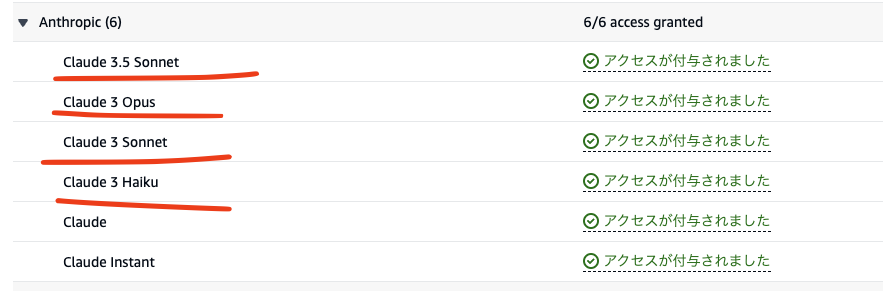 Anthropic (6) 6/6 access granted
Claude 3.5 Sonnet アクセスが付与されました
Claude 3 Opus アクセスが付与されました
Claude 3 Sonnet アクセスが付与されました
Claude 3 Haiku アクセスが付与されました
Claude アクセスが付与されました
Claude Instant アクセスが付与されました